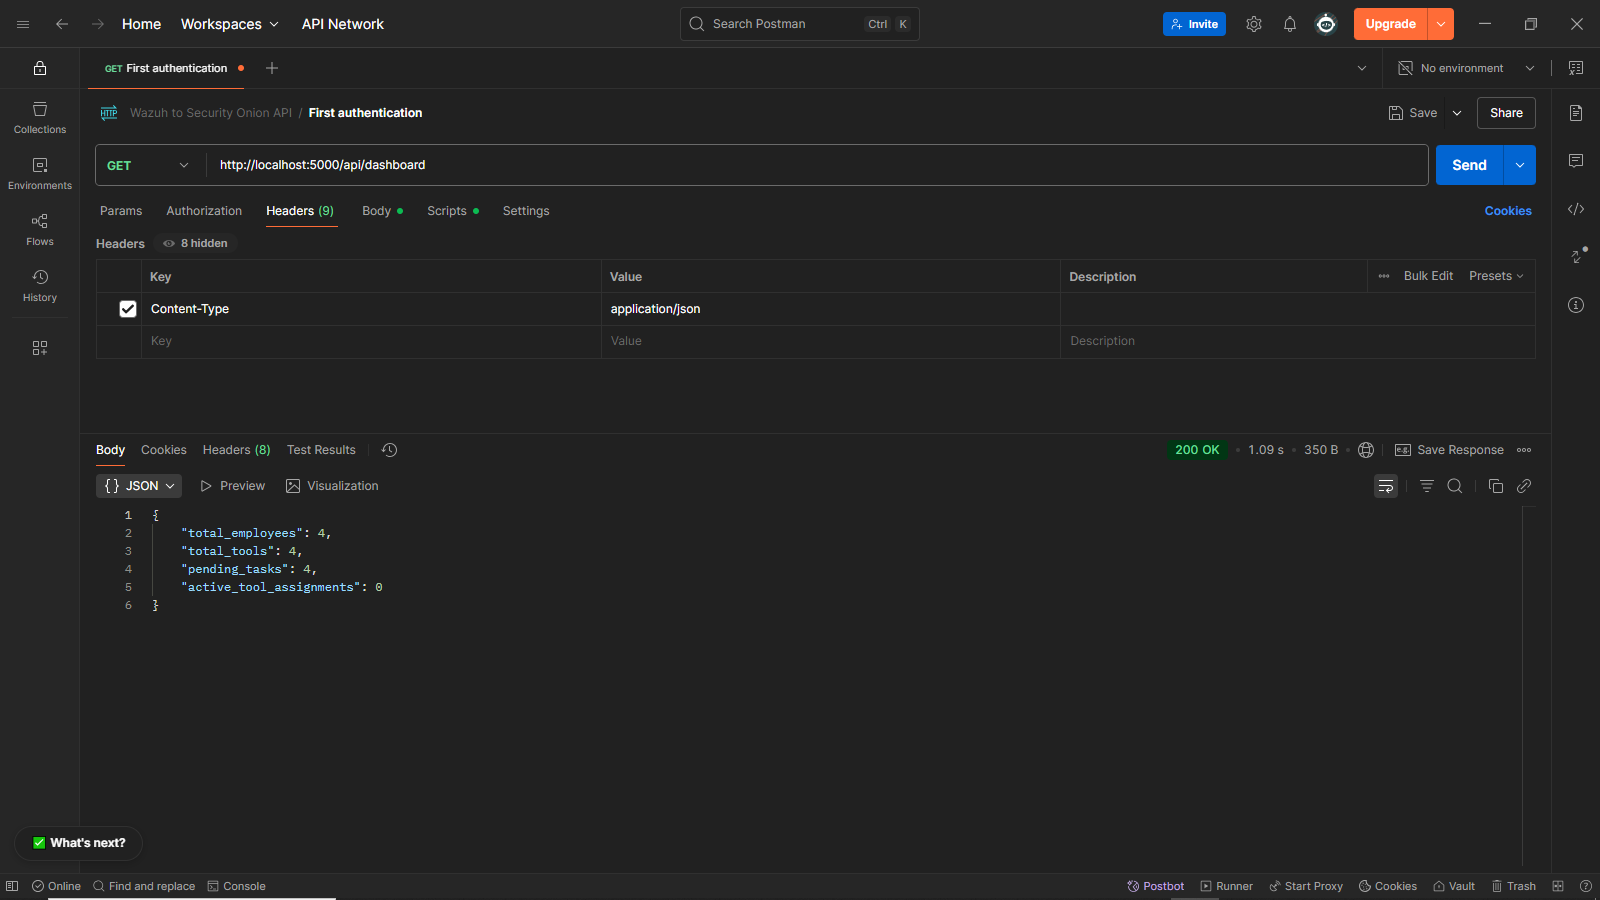 Home Workspaces API Network Search Postman Ctrl K Invite Upgrade
GET First authentication No environment
HTTP Wazuh to Security Onion API / First authentication Save Share
Collections
Environments
Flows
History
GET http://localhost:5000/api/dashboard Send
Params Authorization Headers (9) Body Scripts Settings Cookies
Headers 8 hidden
Key Value Description Bulk Edit Presets
Content-Type application/json
Key Value Description
Body Cookies Headers (8) Test Results 200 OK • 1.09 s • 350 B • e.g. Save Response
{} JSON Preview Visualization
1 {
2 "total_employees": 4,
3 "total_tools": 4,
4 "pending_tasks": 4,
5 "active_tool_assignments": 0
6 }
What's next?
Online Find and replace Console Postbot Runner Start Proxy Cookies Vault Trash